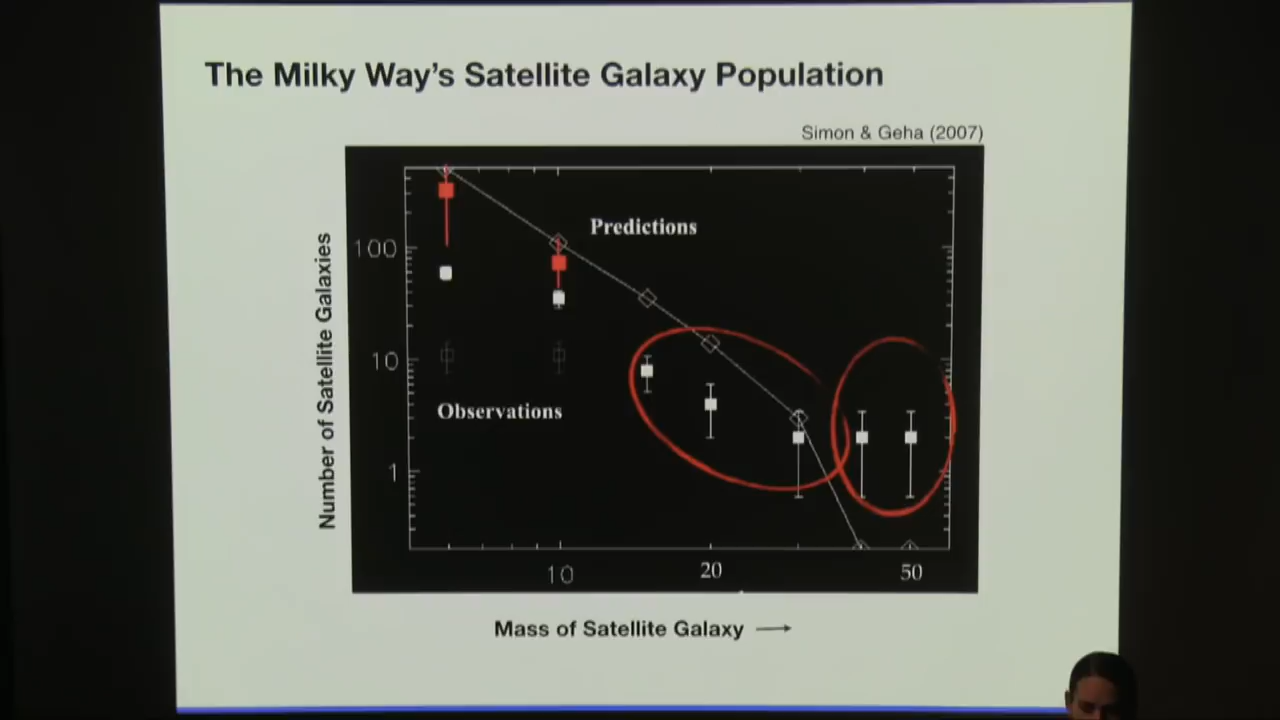 The Milky Way's Satellite Galaxy Population
Simon & Geha (2007)
Number of Satellite Galaxies
100
10
1
Predictions
Observations
10
20
50
Mass of Satellite Galaxy →